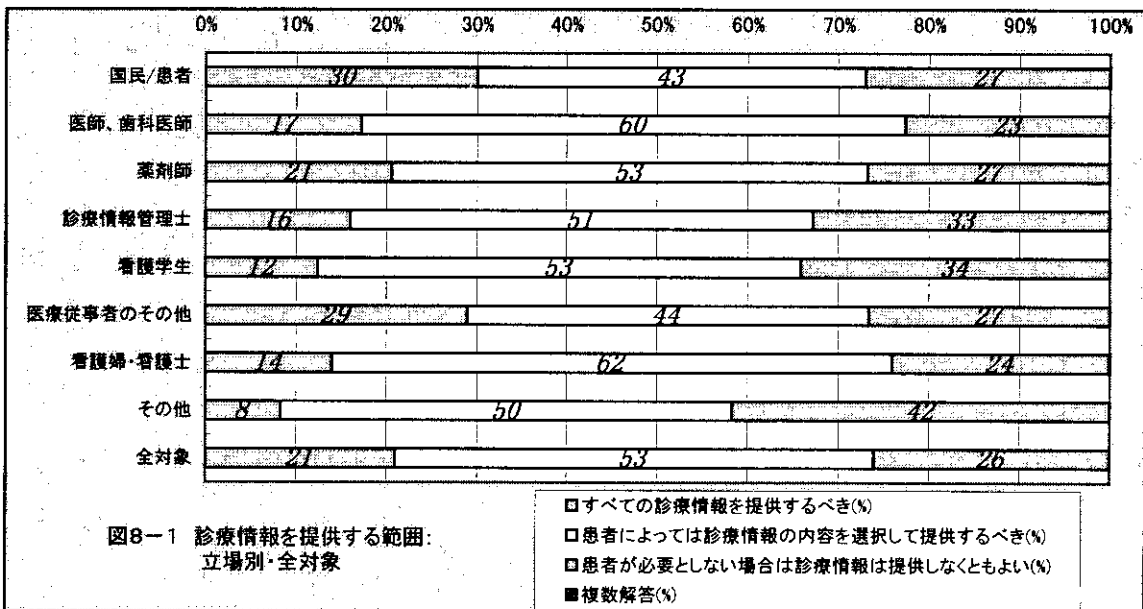 0% 10% 20% 30% 40% 50% 60% 70% 80% 90% 100%
国民/患者 30 43 27
医師、歯科医師 17 60 23
薬剤師 21 53 27
診療情報管理士 16 51 33
看護学生 12 53 34
医療従事者のその他 29 44 27
看護婦・看護士 14 62 24
その他 8 50 42
全対象 21 53 26
図8－1 診療情報を提供する範囲:
立場別・全対象
すべての診療情報を提供するべき(%)
患者によっては診療情報の内容を選択して提供するべき(%)
患者が必要としない場合は診療情報は提供しなくともよい(%)
複数解答(%)